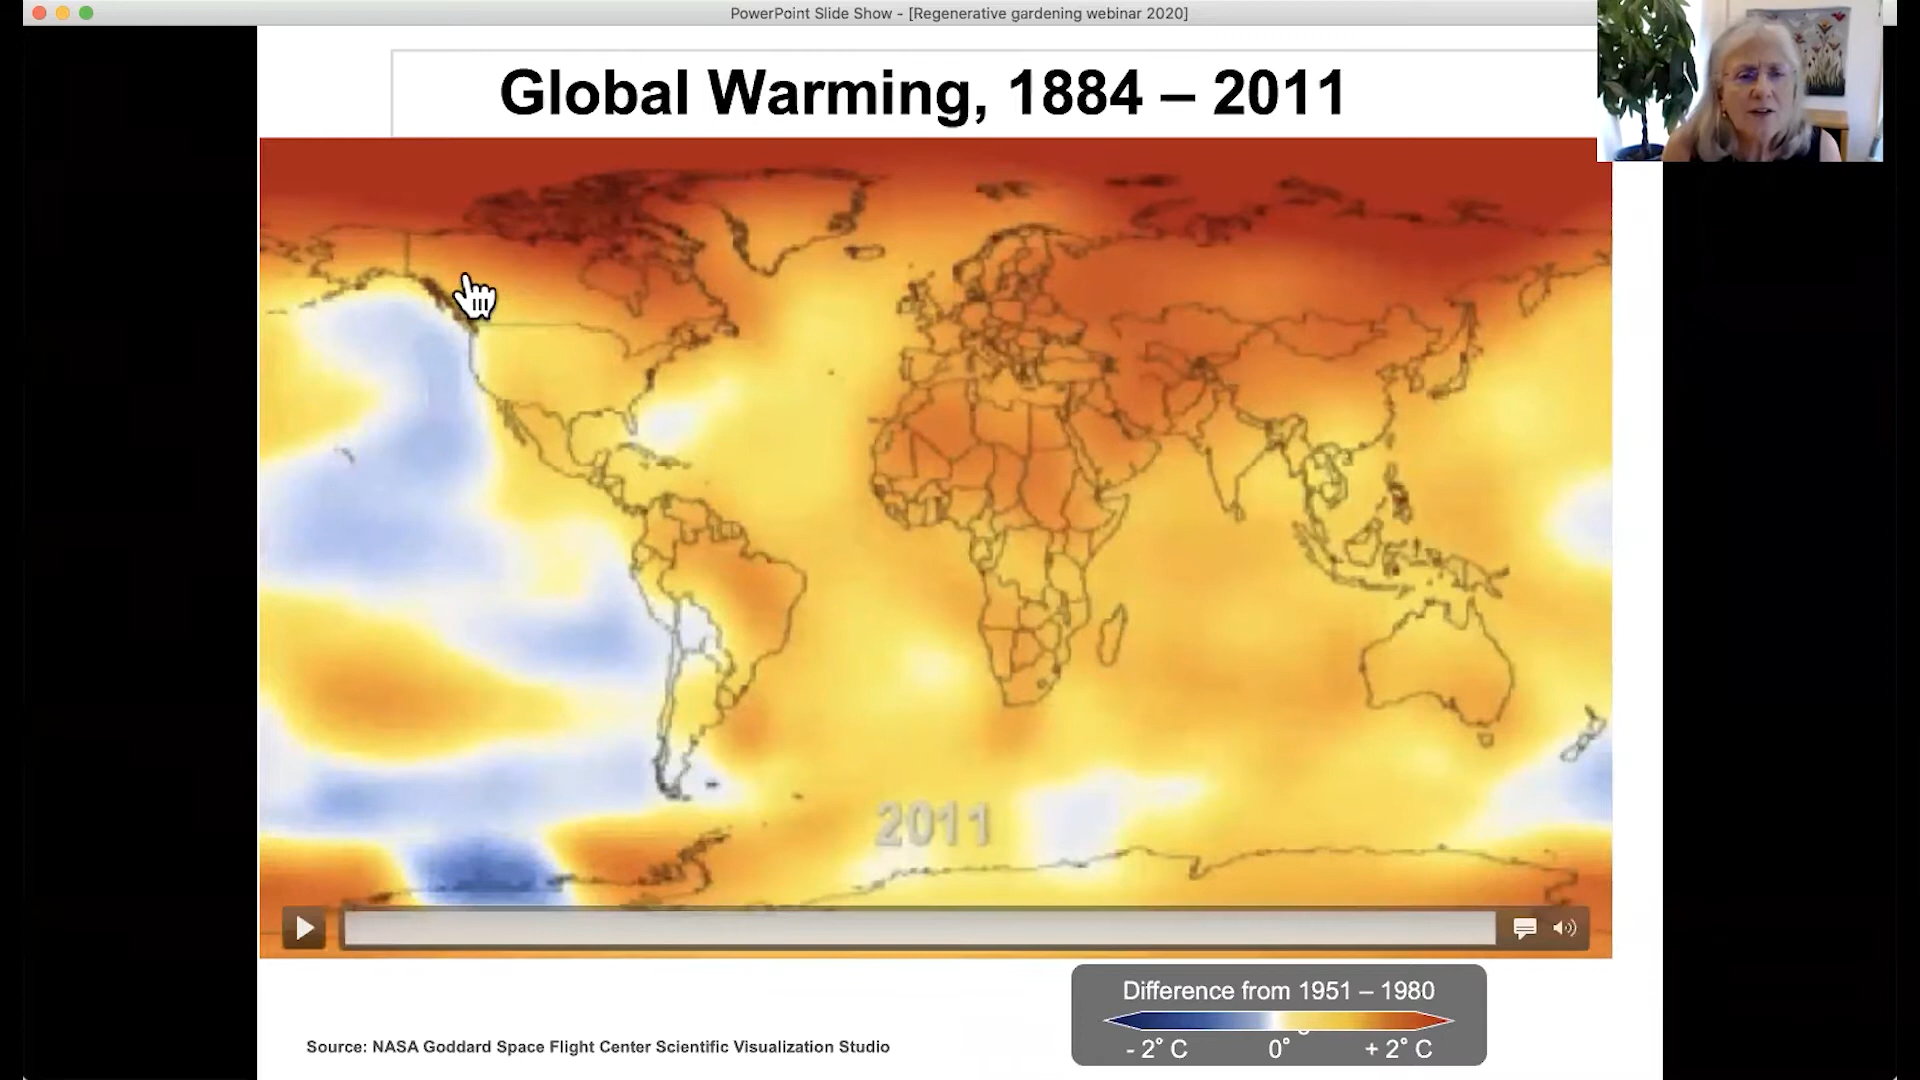 PowerPoint Slide Show - [Regenerative gardening webinar 2020]
Global Warming, 1884 – 2011
2011
Difference from 1951 – 1980
- 2° C 0° + 2° C
Source: NASA Goddard Space Flight Center Scientific Visualization Studio